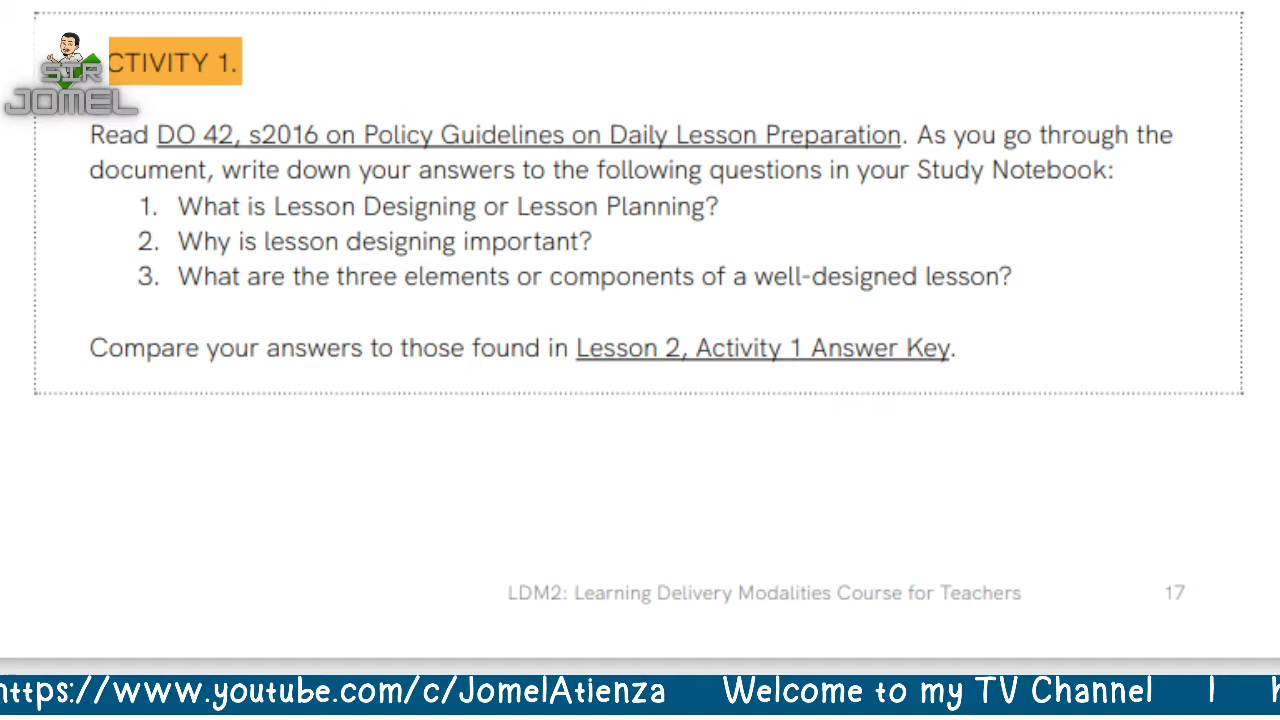 CTIVITY 1.
SIR
JOMEL
Read DO 42, s2016 on Policy Guidelines on Daily Lesson Preparation. As you go through the
document, write down your answers to the following questions in your Study Notebook:
1. What is Lesson Designing or Lesson Planning?
2. Why is lesson designing important?
3. What are the three elements or components of a well-designed lesson?
Compare your answers to those found in Lesson 2, Activity 1 Answer Key.
LDM2: Learning Delivery Modalities Course for Teachers 17
https://www.youtube.com/c/JomelAtienza Welcome to my TV Channel | h